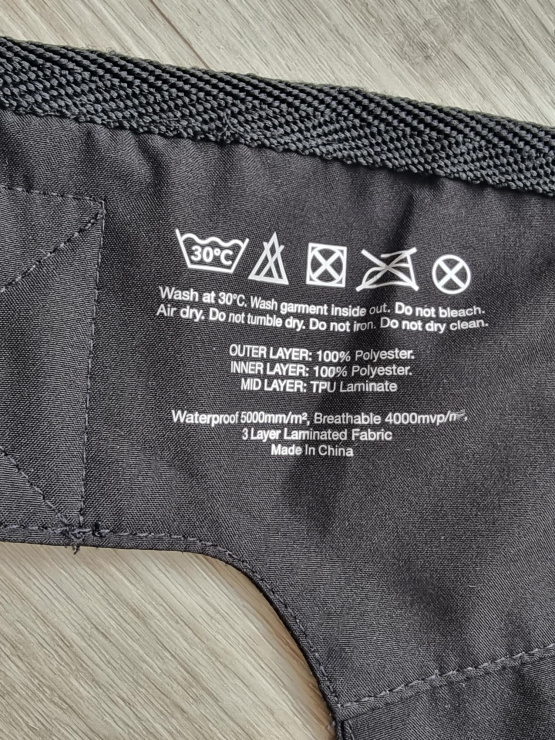 30°C
Wash at 30°C. Wash garment inside out. Do not bleach.
Air dry. Do not tumble dry. Do not iron. Do not dry clean.
OUTER LAYER: 100% Polyester.
INNER LAYER: 100% Polyester.
MID LAYER: TPU Laminate
Waterproof 5000mm/m², Breathable 4000mvp/m².
3 Layer Laminated Fabric
Made In China